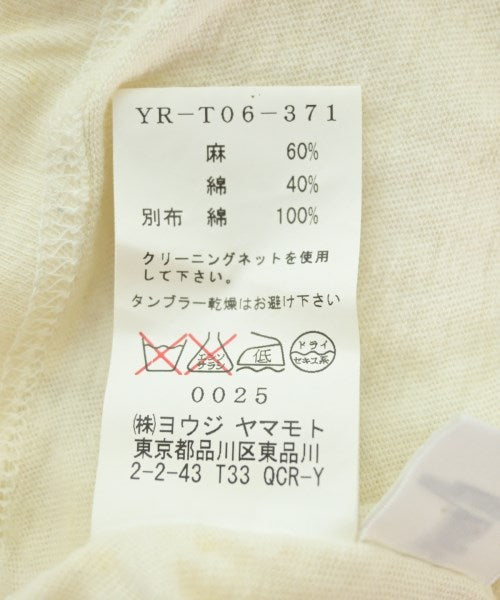 YR-T06-371
麻 60%
綿 40%
別布 綿 100%
クリーニングネットを使用
して下さい。
タンブラー乾燥はお避け下さい
エンソ サラシ 低 ドライ セキユ系
0025
㈱ヨウジ ヤマモト
東京都品川区東品川
2-2-43 T33 QCR-Y